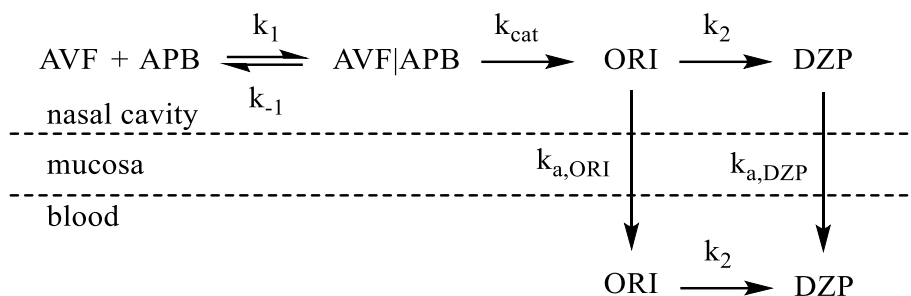 k1 kcat k2
AVF + APB AVF|APB ORI DZP
k-1
nasal cavity
mucosa ka,ORI ka,DZP
blood
k2
ORI DZP